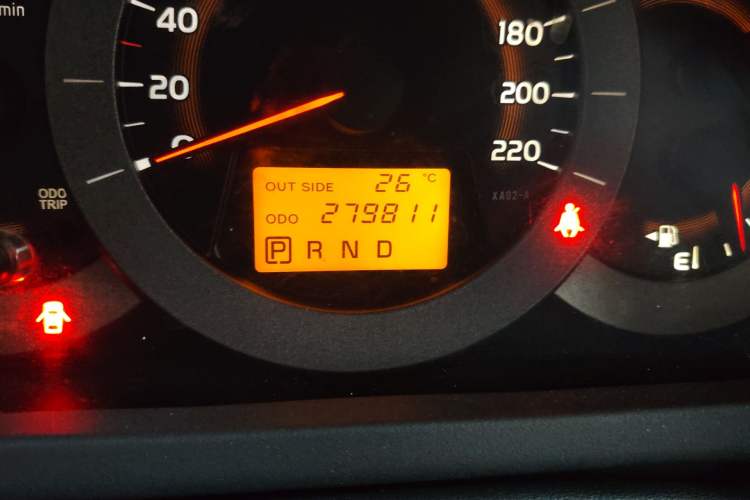 min
40
20
0
180
200
220
ODO
TRIP
OUT SIDE 26 °C
ODO 279811
P R N D
XA02-A
E